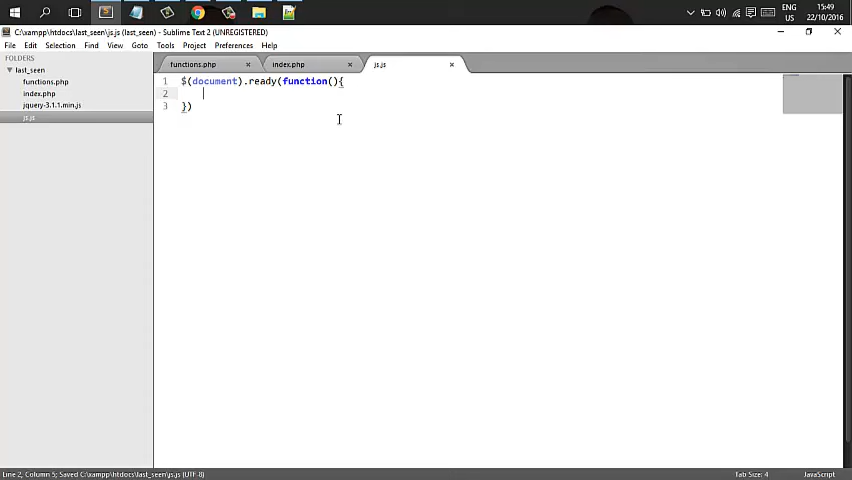 ENG 15:49
US 22/10/2016
C:\xampp\htdocs\last_seen\js.js (last_seen) - Sublime Text 2 (UNREGISTERED)
File Edit Selection Find View Goto Tools Project Preferences Help
FOLDERS
last_seen
functions.php
index.php
jquery-3.1.1.min.js
js.js
functions.php × index.php × js.js ×
1 $(document).ready(function(){
2
3 })
Line 2, Column 5; Saved C:\xampp\htdocs\last_seen\js.js (UTF-8) Tab Size: 4 JavaScript